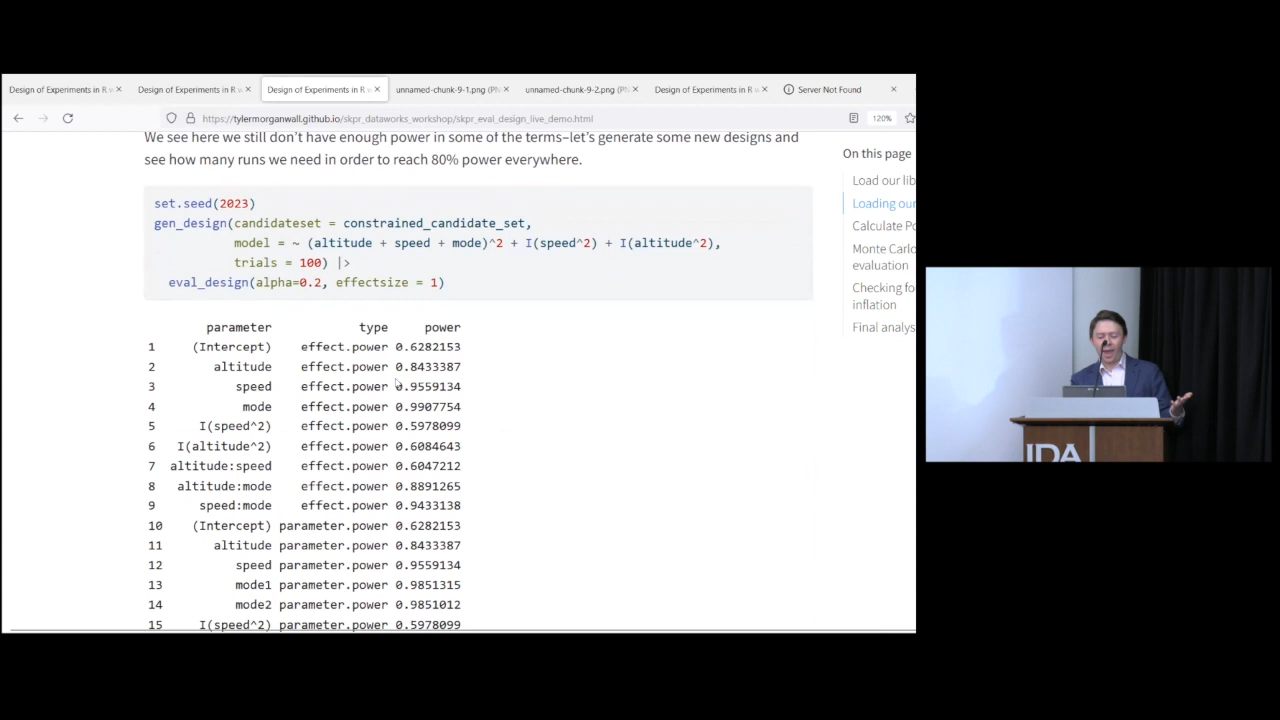 Design of Experiments in R w
Design of Experiments in R w
Design of Experiments in R w
unnamed-chunk-9-1.png (PN
unnamed-chunk-9-2.png (PN
Design of Experiments in R w
Server Not Found
https://tylermorganwall.github.io/skpr_dataworks_workshop/skpr_eval_design_live_demo.html
120%
We see here we still don't have enough power in some of the terms–let's generate some new designs and
see how many runs we need in order to reach 80% power everywhere.
set.seed(2023)
gen_design(candidateset = constrained_candidate_set,
model = ~ (altitude + speed + mode)^2 + I(speed^2) + I(altitude^2),
trials = 100) |>
eval_design(alpha=0.2, effectsize = 1)
parameter type power
1 (Intercept) effect.power 0.6282153
2 altitude effect.power 0.8433387
3 speed effect.power 0.9559134
4 mode effect.power 0.9907754
5 I(speed^2) effect.power 0.5978099
6 I(altitude^2) effect.power 0.6084643
7 altitude:speed effect.power 0.6047212
8 altitude:mode effect.power 0.8891265
9 speed:mode effect.power 0.9433138
10 (Intercept) parameter.power 0.6282153
11 altitude parameter.power 0.8433387
12 speed parameter.power 0.9559134
13 mode1 parameter.power 0.9851315
14 mode2 parameter.power 0.9851012
15 I(speed^2) parameter.power 0.5978099
On this page
Load our lib
Loading our
Calculate Po
Monte Carlo
evaluation
Checking fo
inflation
Final analys
IDA